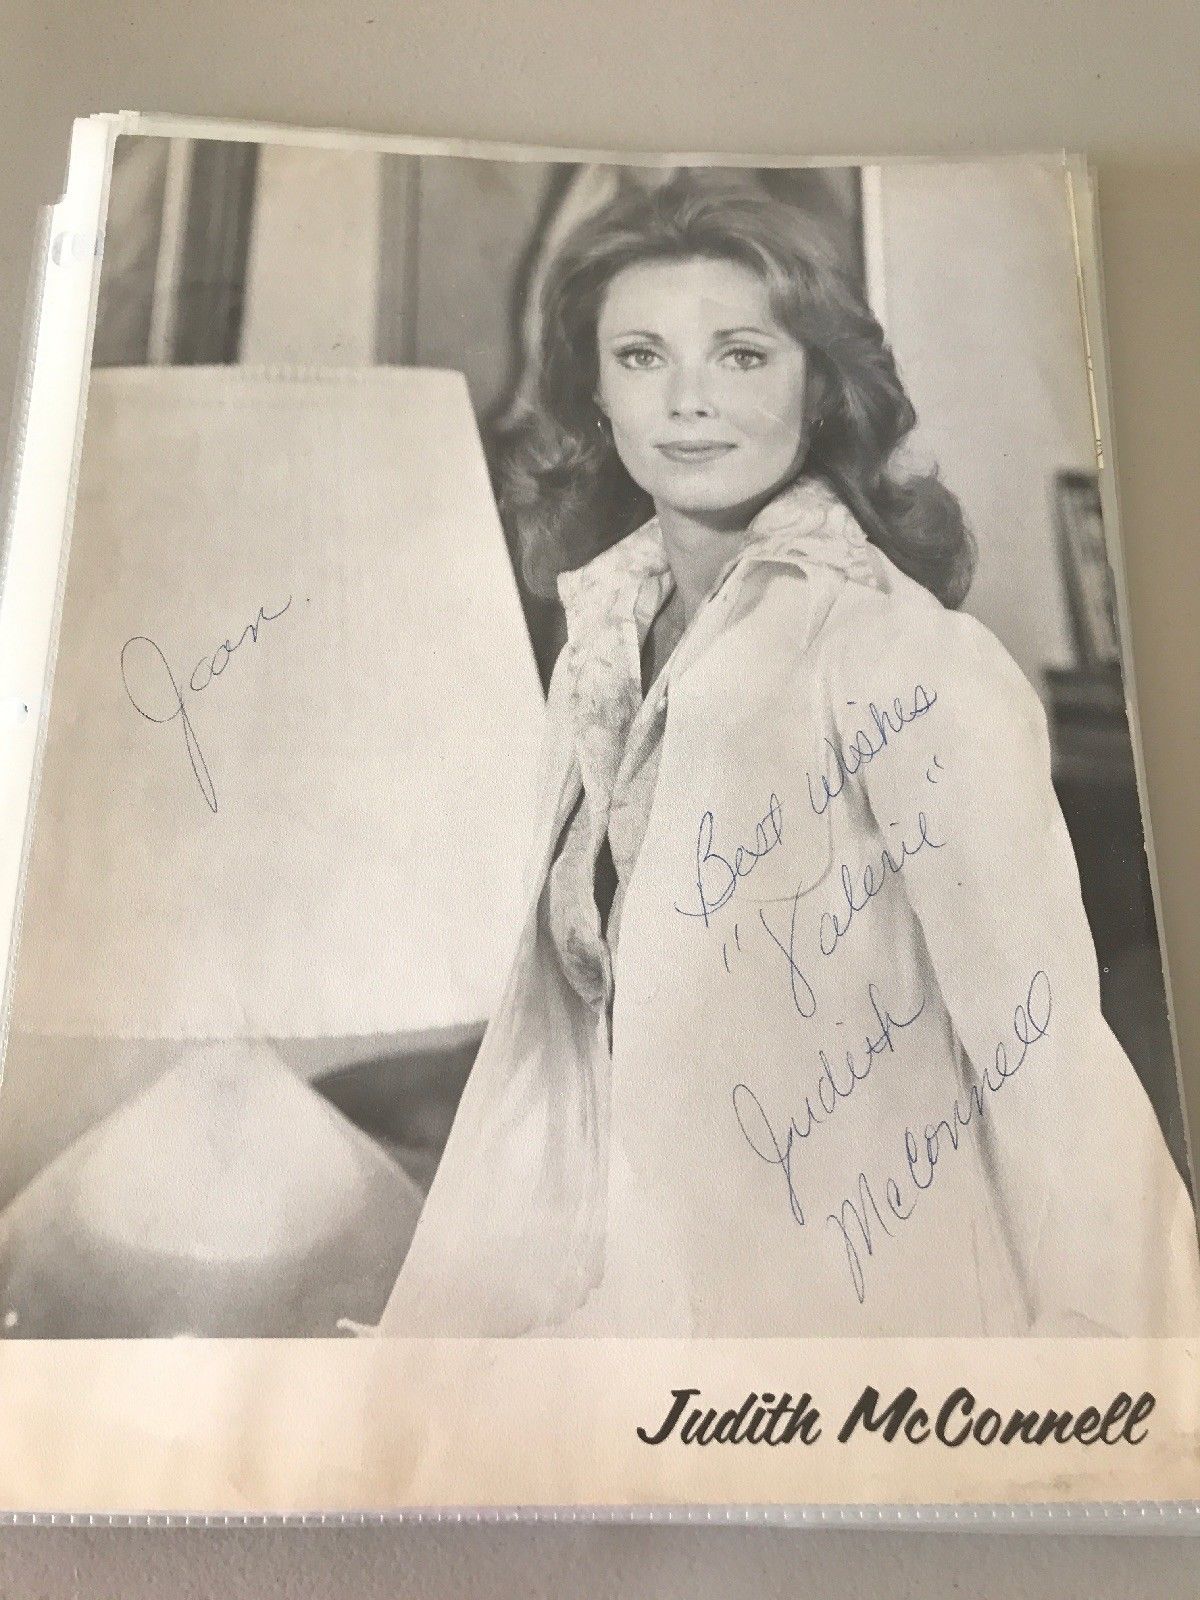 Joan
Best Wishes
"Valerie"
Judith
McConnell
Judith McConnell